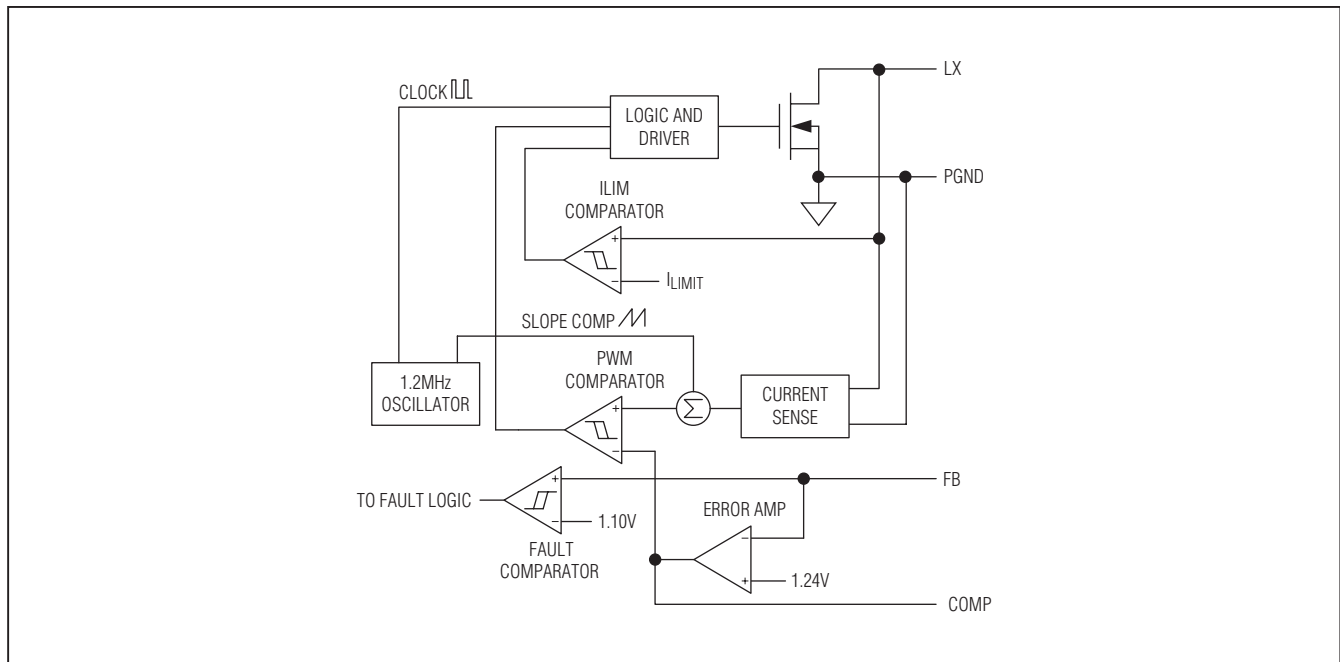 LX
CLOCK
LOGIC AND
DRIVER
PGND
ILIM
COMPARATOR
+
−
ILIMIT
SLOPE COMP
PWM
COMPARATOR
1.2MHz
OSCILLATOR
+
Σ
CURRENT
SENSE
−
FB
+
TO FAULT LOGIC
ERROR AMP
−
1.10V
−
FAULT
COMPARATOR
+
1.24V
COMP